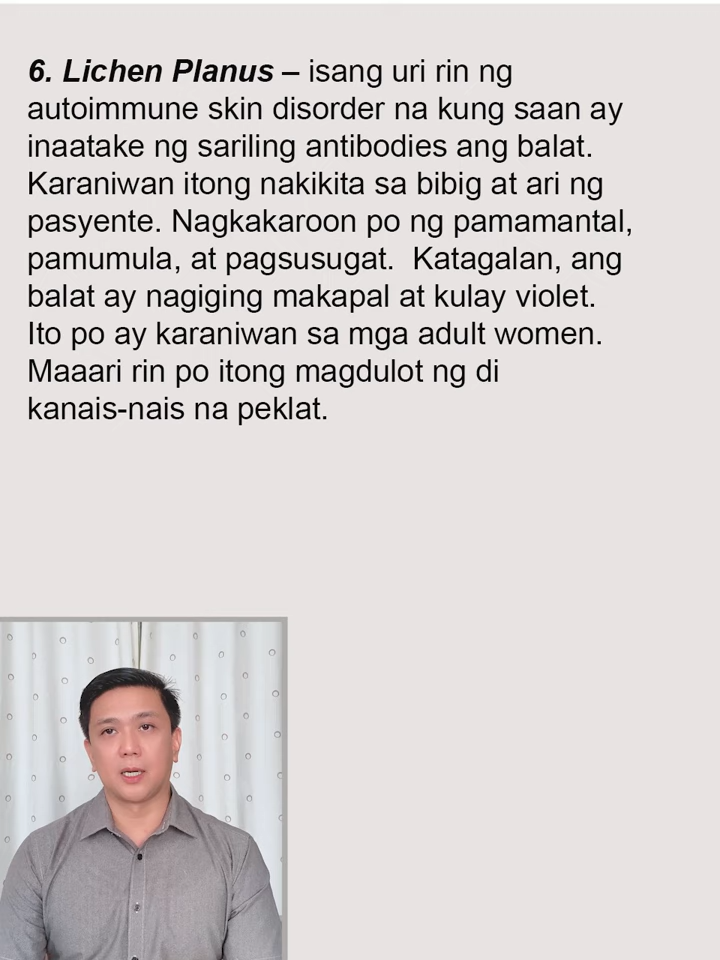 6. Lichen Planus – isang uri rin ng
autoimmune skin disorder na kung saan ay
inaatake ng sariling antibodies ang balat.
Karaniwan itong nakikita sa bibig at ari ng
pasyente. Nagkakaroon po ng pamamantal,
pamumula, at pagsusugat.  Katagalan, ang
balat ay nagiging makapal at kulay violet.
Ito po ay karaniwan sa mga adult women.
Maaari rin po itong magdulot ng di
kanais-nais na peklat.